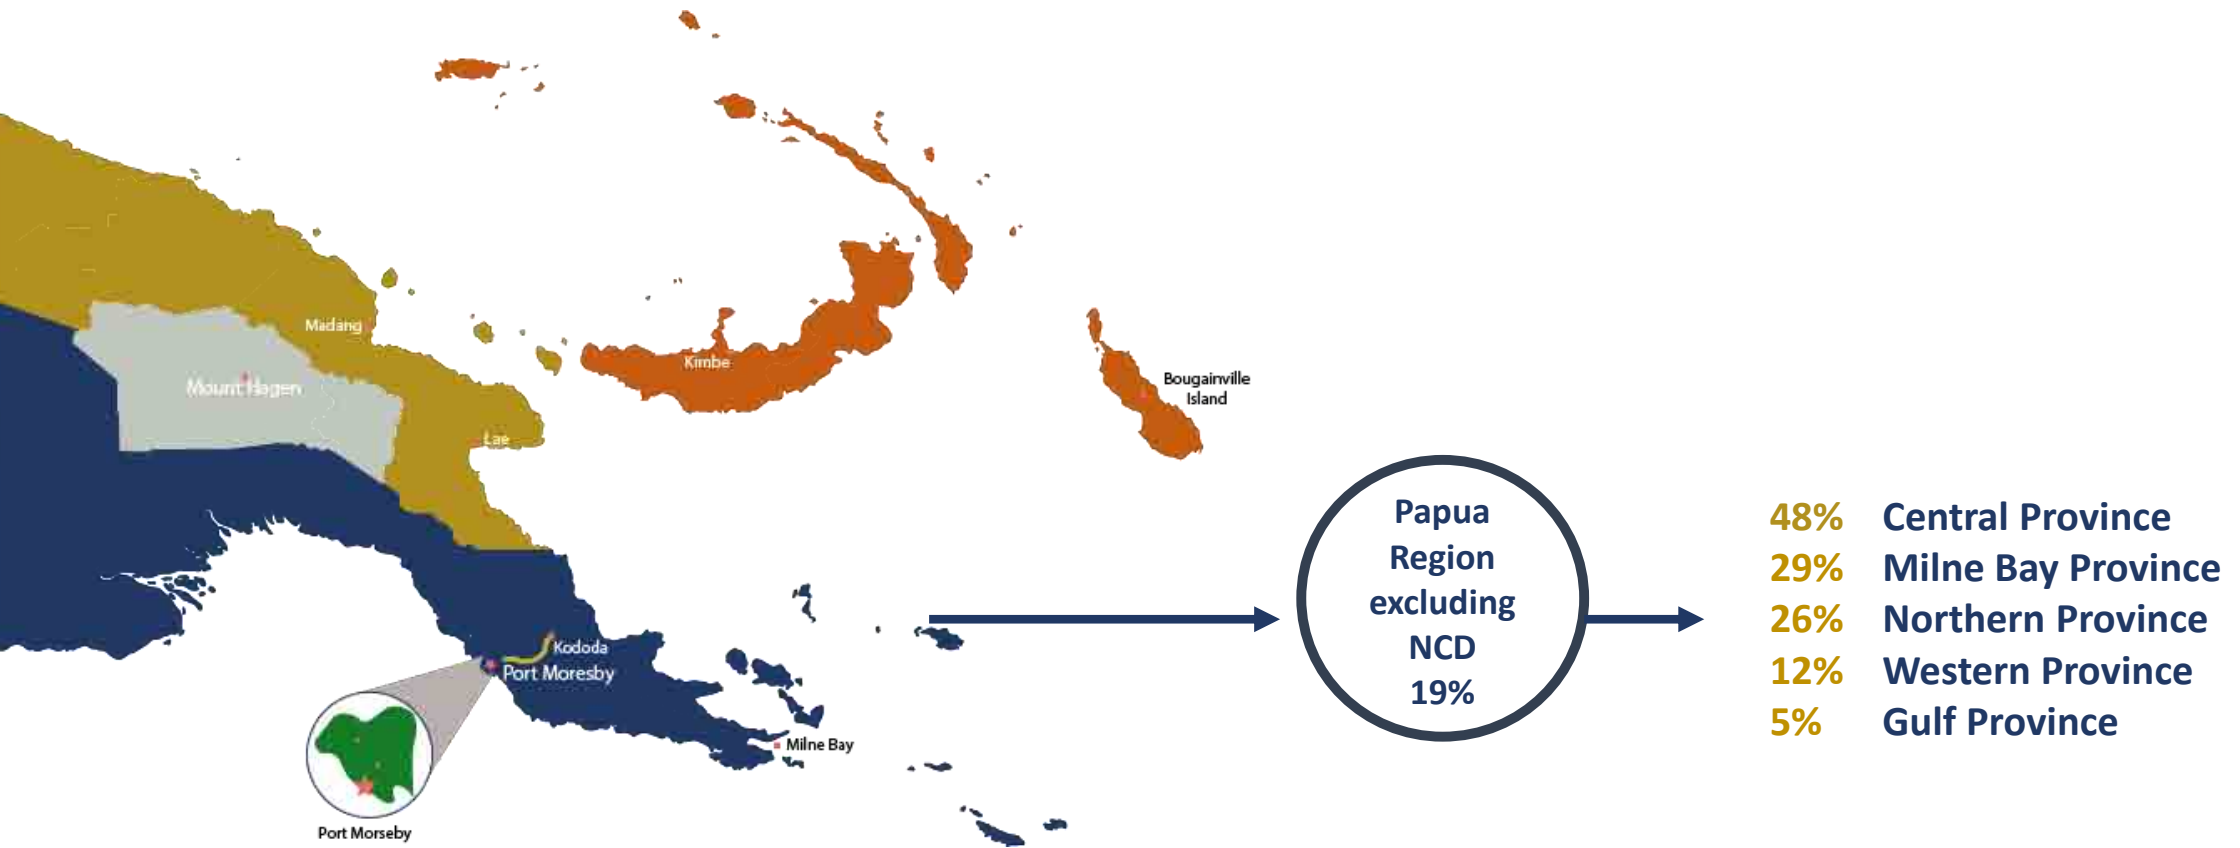 Madang
Mount Hagen
Kimbe
Lae
Bougainville
Island
Kododa
Port Moresby
Milne Bay
Port Morseby
Papua
Region
excluding
NCD
19%
48% Central Province
29% Milne Bay Province
26% Northern Province
12% Western Province
5% Gulf Province